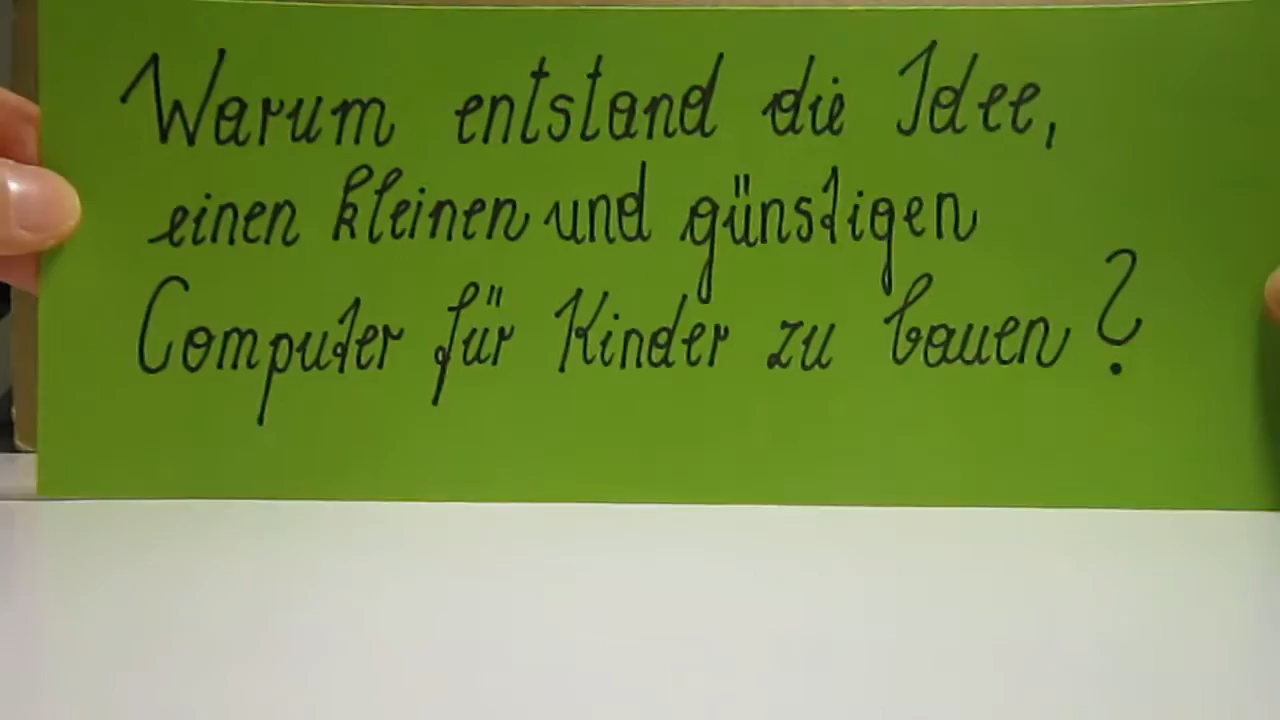 Warum entstand die Idee,
einen kleinen und günstigen
Computer für Kinder zu bauen?